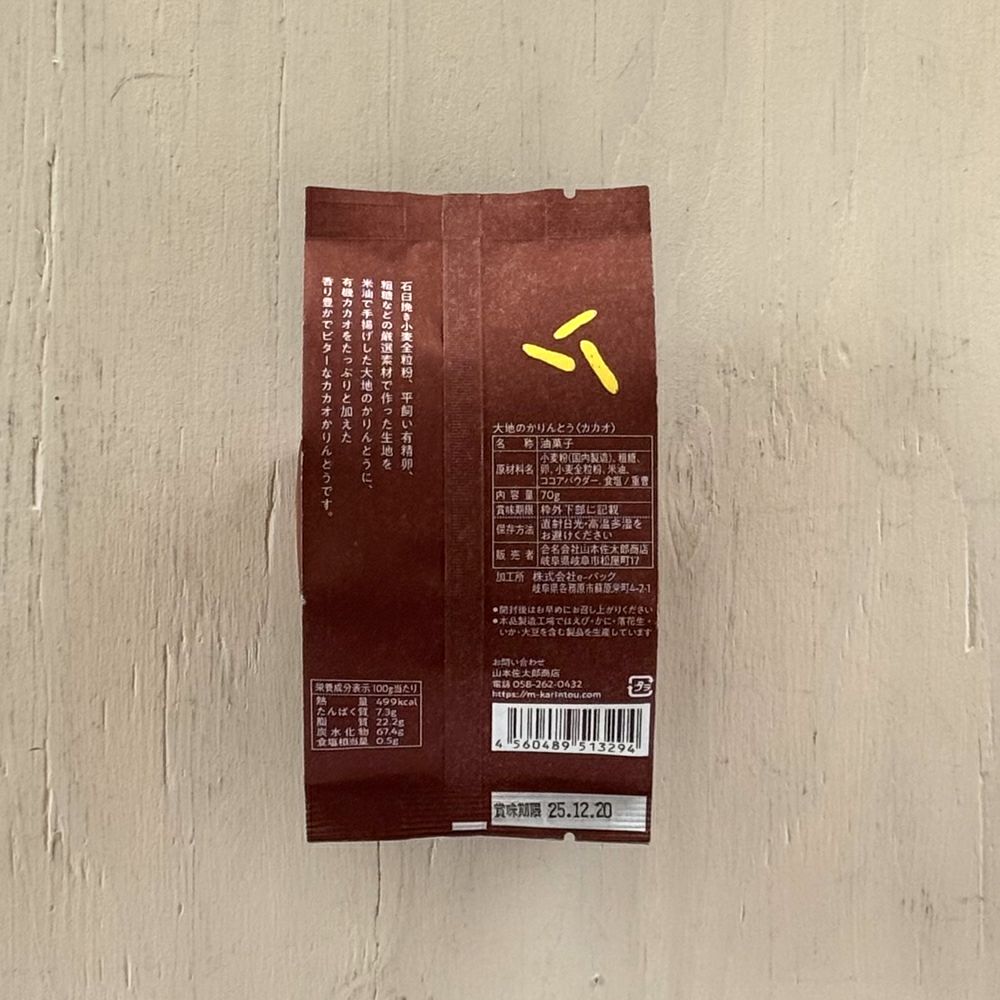 石臼挽き小麦全粒粉、平飼い有精卵、
粗糖などの厳選素材で作った生地を
米油で手揚げした大地のかりんとうに、
有機カカオをたっぷりと加えた
香り豊かでビターなカカオかりんとうです。
大地のかりんとう〈カカオ〉
名称 油菓子
原材料名 小麦粉(国内製造)、粗糖、
卵、小麦全粒粉、米油、
ココアパウダー、食塩/重曹
内容量 70g
賞味期限 枠外下部に記載
保存方法 直射日光・高温多湿を
お避けください
販売者 合名会社山本佐太郎商店
岐阜県岐阜市松屋町17
加工所 株式会社e-パック
岐阜県各務原市蘇原栄町4-2-1
●開封後はお早めにお召し上がりください
●本品製造工場ではえび・かに・落花生・
いか・大豆を含む製品を生産しています
お問い合わせ
山本佐太郎商店
電話 058-262-0432
https://m-karintou.com
プラ
4 560489 513294
賞味期限 25.12.20
栄養成分表示 100g当たり
熱量 499kcal
たんぱく質 7.3g
脂質 22.2g
炭水化物 67.4g
食塩相当量 0.5g